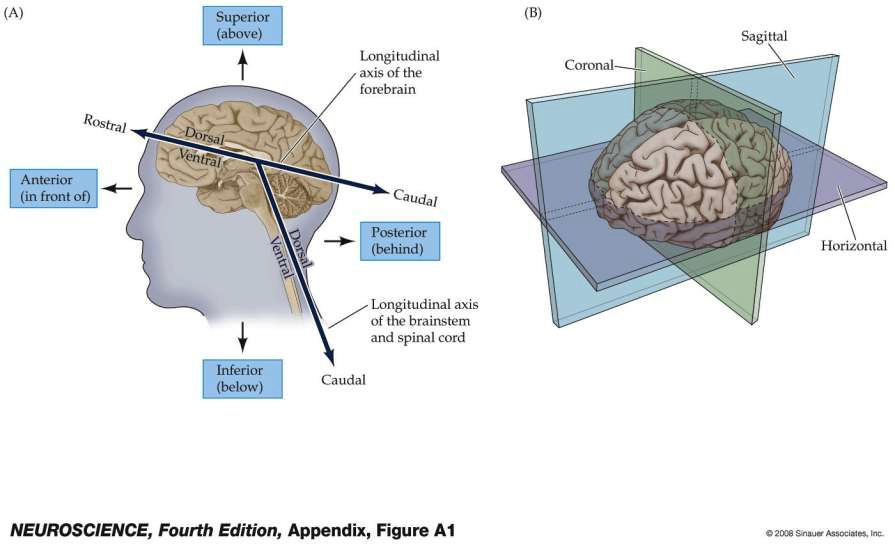 (A)
Superior
(above)
Longitudinal
axis of the
forebrain
Rostral
Dorsal
Ventral
Anterior
(in front of)
Caudal
Dorsal
Ventral
Posterior
(behind)
Longitudinal axis
of the brainstem
and spinal cord
Inferior
(below)
Caudal
(B)
Sagittal
Coronal
Horizontal
NEUROSCIENCE, Fourth Edition, Appendix, Figure A1
© 2008 Sinauer Associates, Inc.